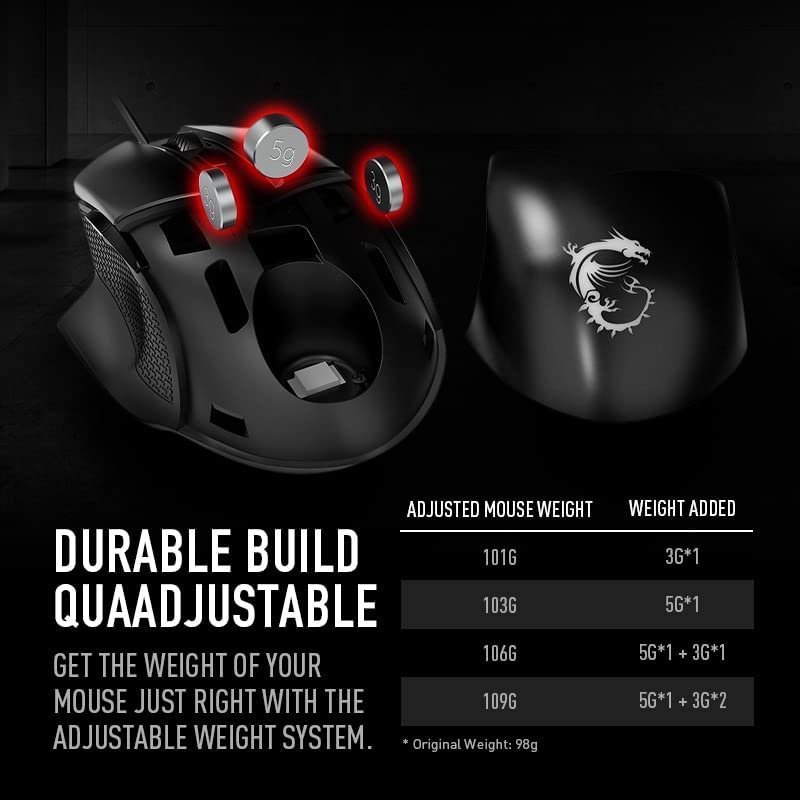 5g
3g
3g
DURABLE BUILD
QUAADJUSTABLE
GET THE WEIGHT OF YOUR
MOUSE JUST RIGHT WITH THE
ADJUSTABLE WEIGHT SYSTEM.
ADJUSTED MOUSE WEIGHT WEIGHT ADDED
101G 3G*1
103G 5G*1
106G 5G*1 + 3G*1
109G 5G*1 + 3G*2
* Original Weight: 98g